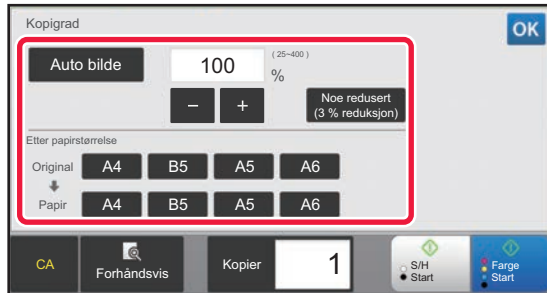 Kopigrad
OK
Auto bilde
100
(25~400)
%
−
+
Noe redusert
(3 % reduksjon)
Etter papirstørrelse
Original
A4
B5
A5
A6
Papir
A4
B5
A5
A6
CA
Forhåndsvis
Kopier
1
S/H
Start
Farge
Start